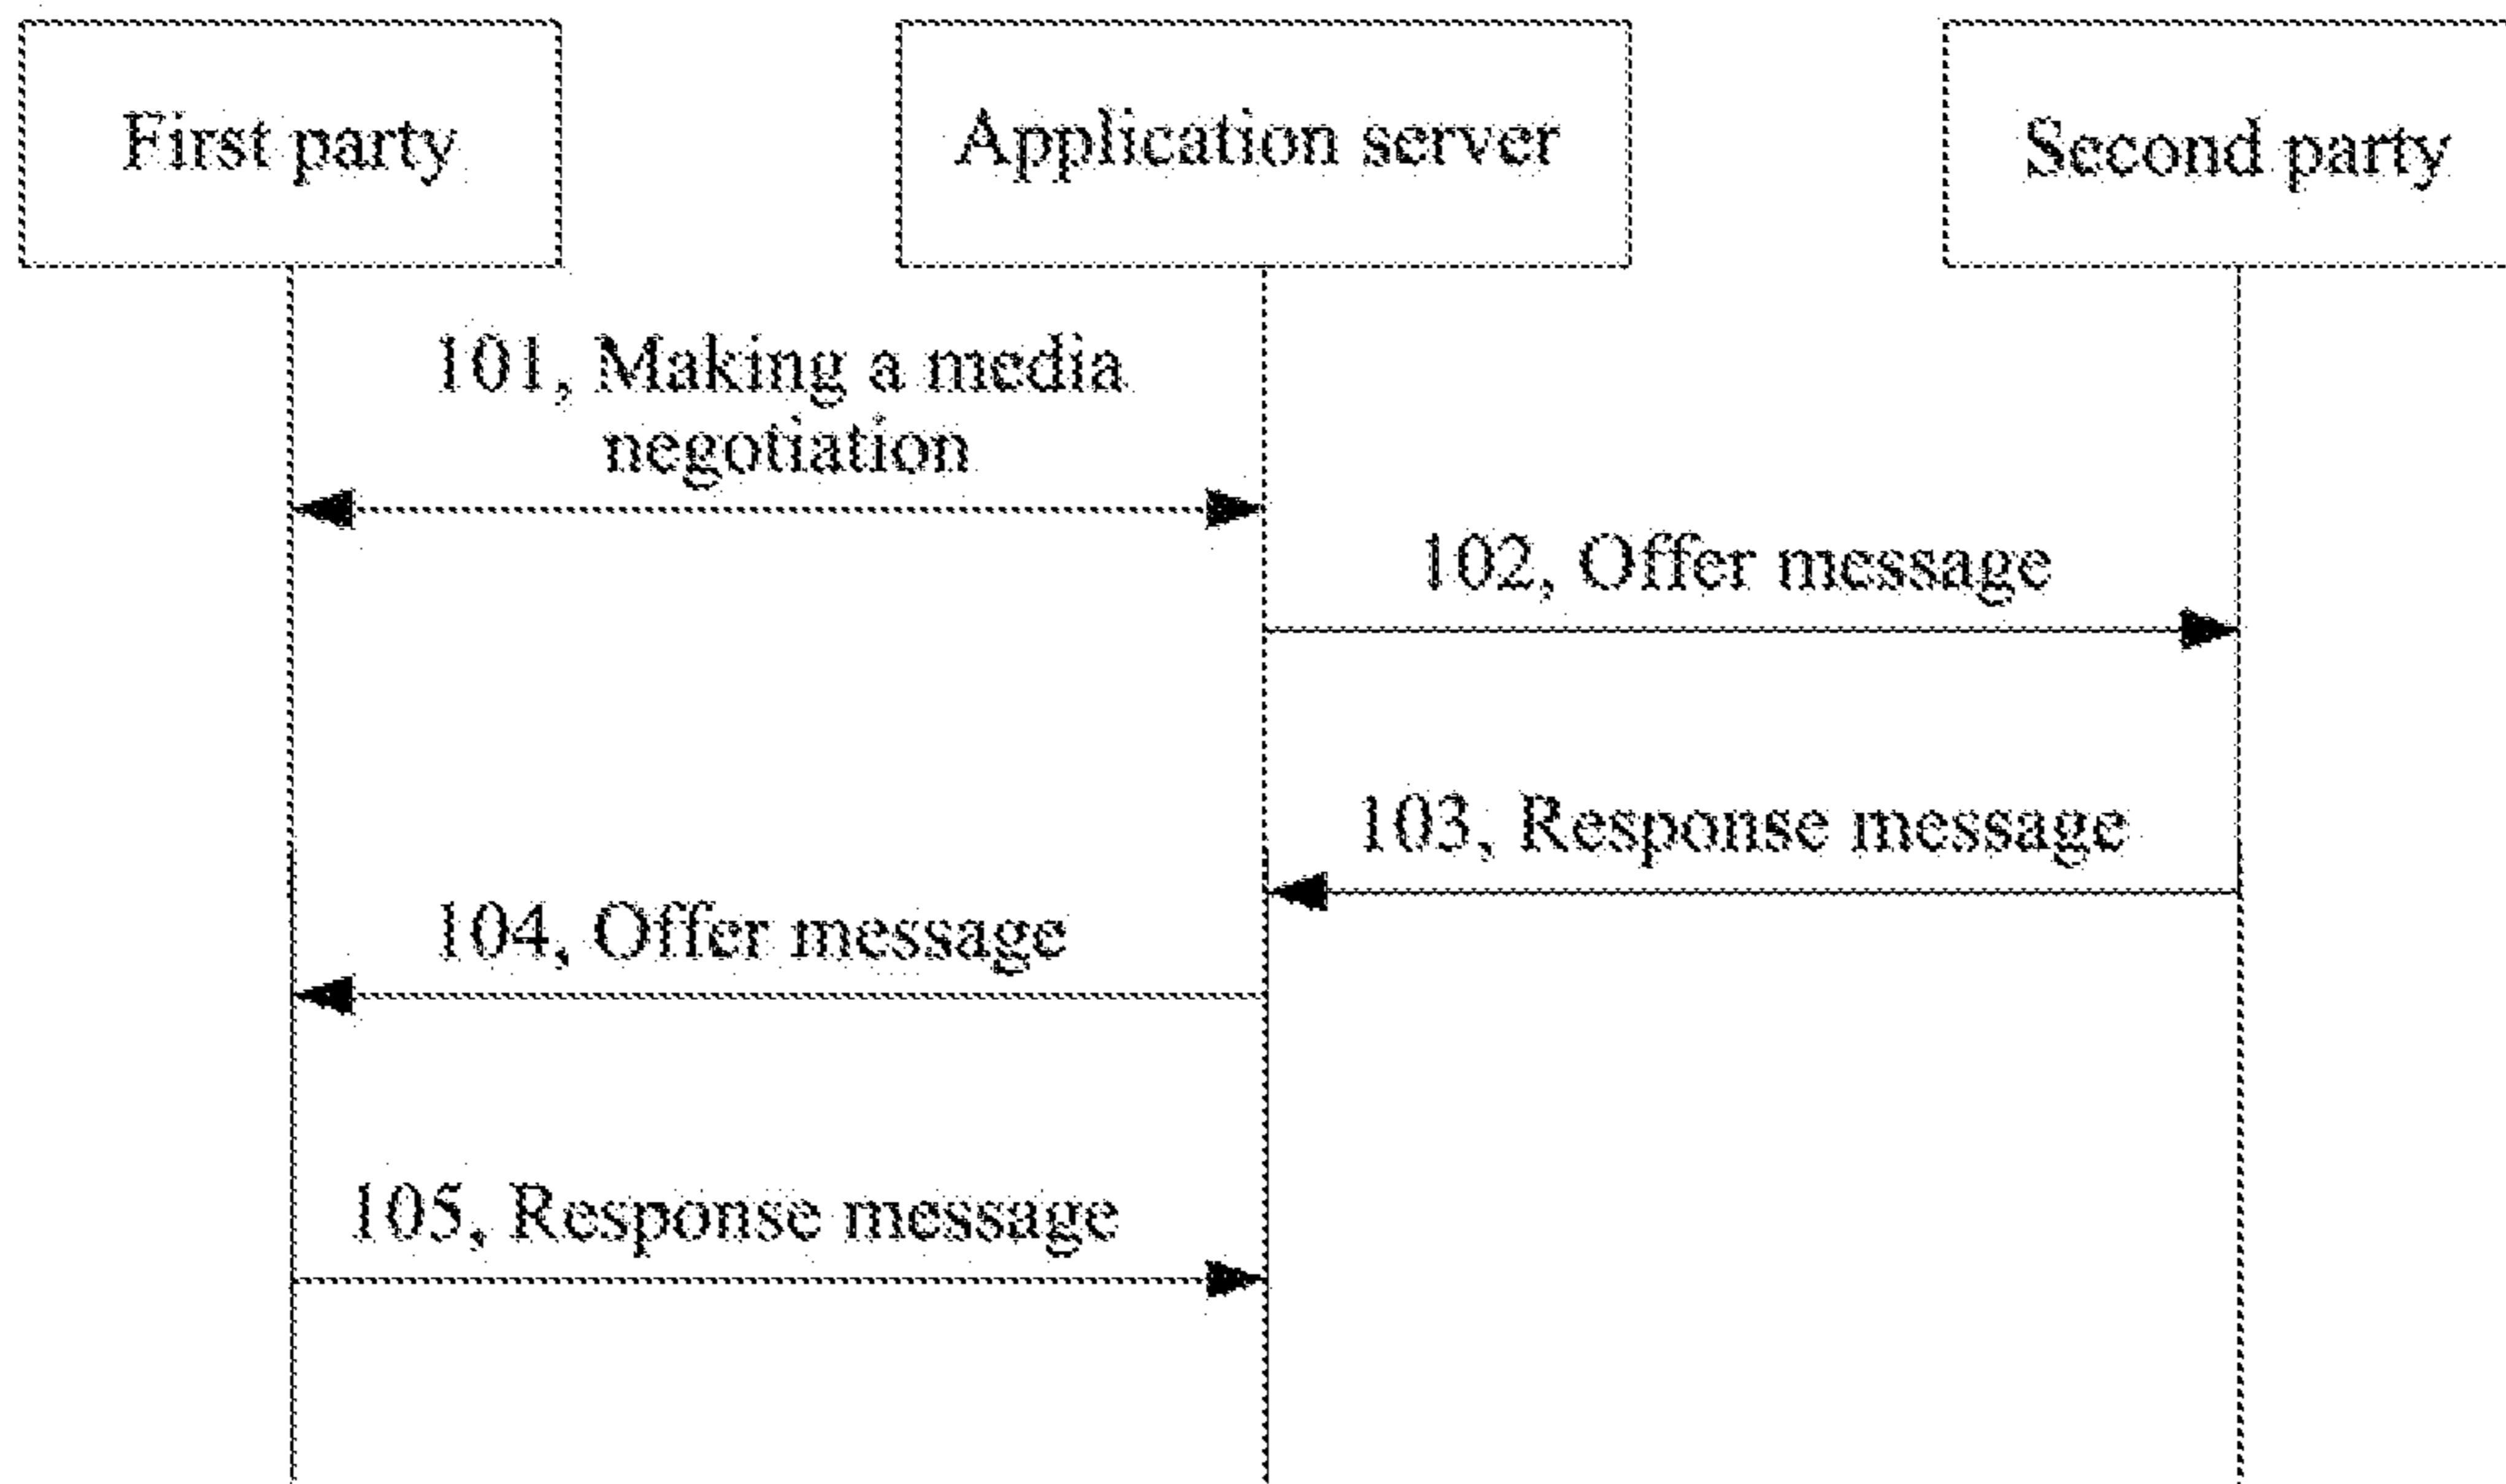 First party
Application server
Second party
101, Making a media
negotiation
102, Offer message
103, Response message
104, Offer message
105, Response message